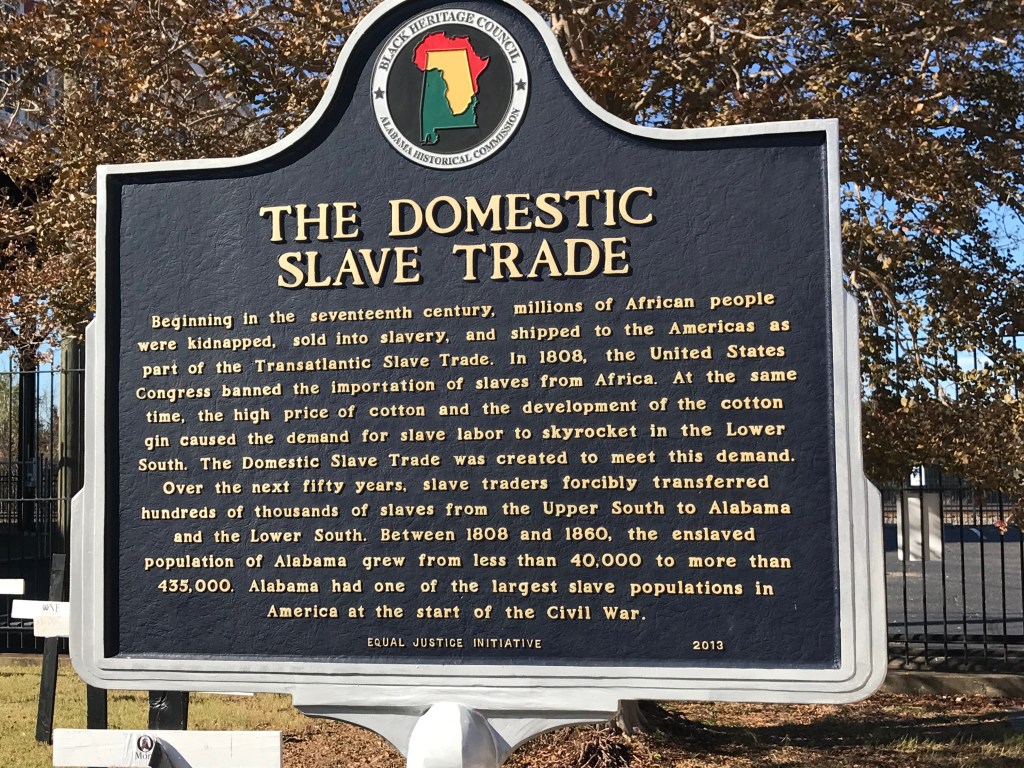 BLACK HERITAGE COUNCIL
ALABAMA HISTORICAL COMMISSION
THE DOMESTIC
SLAVE TRADE
Beginning in the seventeenth century, millions of African people
were kidnapped, sold into slavery, and shipped to the Americas as
part of the Transatlantic Slave Trade. In 1808, the United States
Congress banned the importation of slaves from Africa. At the same
time, the high price of cotton and the development of the cotton
gin caused the demand for slave labor to skyrocket in the Lower
South. The Domestic Slave Trade was created to meet this demand.
Over the next fifty years, slave traders forcibly transferred
hundreds of thousands of slaves from the Upper South to Alabama
and the Lower South. Between 1808 and 1860, the enslaved
population of Alabama grew from less than 40,000 to more than
435,000. Alabama had one of the largest slave populations in
America at the start of the Civil War.
EQUAL JUSTICE INITIATIVE 2013